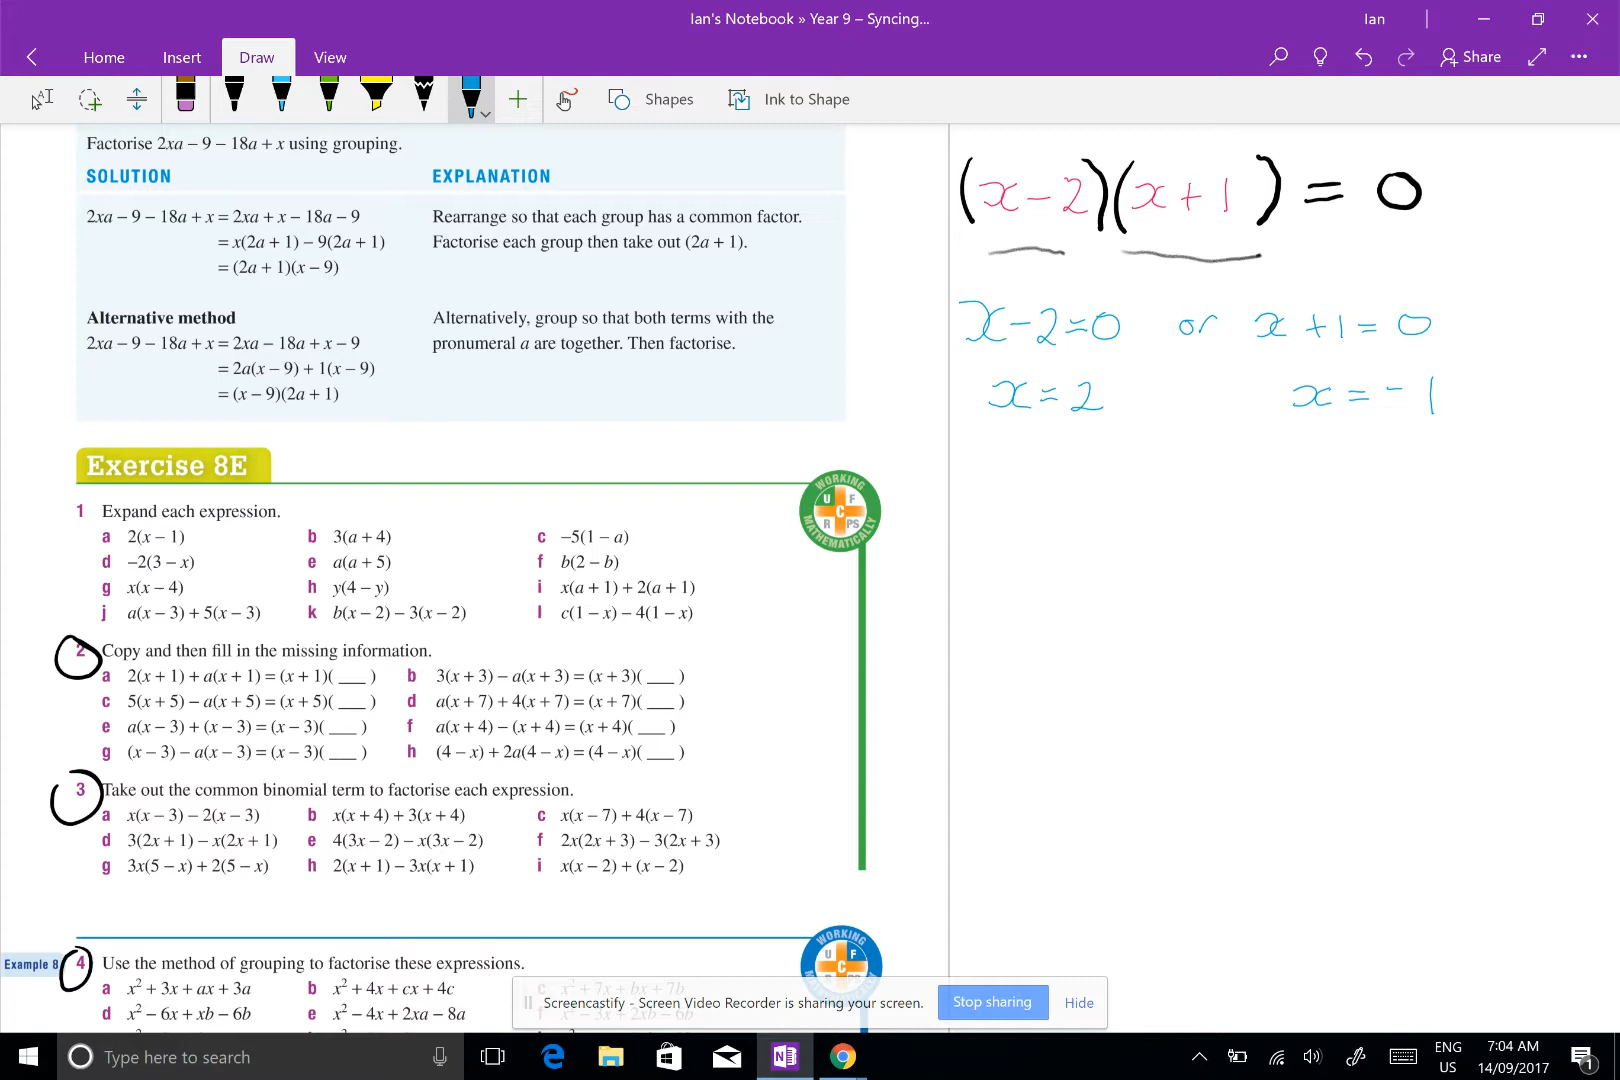 Ian's Notebook » Year 9 – Syncing...
Ian
Home Insert Draw View
Share
Shapes Ink to Shape
Factorise 2xa – 9 – 18a + x using grouping.
SOLUTION EXPLANATION
2xa – 9 – 18a + x = 2xa + x – 18a – 9 Rearrange so that each group has a common factor.
= x(2a + 1) – 9(2a + 1) Factorise each group then take out (2a + 1).
= (2a + 1)(x – 9)
Alternative method Alternatively, group so that both terms with the
2xa – 9 – 18a + x = 2xa – 18a + x – 9 pronumeral a are together. Then factorise.
= 2a(x – 9) + 1(x – 9)
= (x – 9)(2a + 1)
Exercise 8E
WORKING
U F
C
R PS
MATHEMATICALLY
1 Expand each expression.
a 2(x – 1) b 3(a + 4) c –5(1 – a)
d –2(3 – x) e a(a + 5) f b(2 – b)
g x(x – 4) h y(4 – y) i x(a + 1) + 2(a + 1)
j a(x – 3) + 5(x – 3) k b(x – 2) – 3(x – 2) l c(1 – x) – 4(1 – x)
2 Copy and then fill in the missing information.
a 2(x + 1) + a(x + 1) = (x + 1)( ___ ) b 3(x + 3) – a(x + 3) = (x + 3)( ___ )
c 5(x + 5) – a(x + 5) = (x + 5)( ___ ) d a(x + 7) + 4(x + 7) = (x + 7)( ___ )
e a(x – 3) + (x – 3) = (x – 3)( ___ ) f a(x + 4) – (x + 4) = (x + 4)( ___ )
g (x – 3) – a(x – 3) = (x – 3)( ___ ) h (4 – x) + 2a(4 – x) = (4 – x)( ___ )
3 Take out the common binomial term to factorise each expression.
a x(x – 3) – 2(x – 3) b x(x + 4) + 3(x + 4) c x(x – 7) + 4(x – 7)
d 3(2x + 1) – x(2x + 1) e 4(3x – 2) – x(3x – 2) f 2x(2x + 3) – 3(2x + 3)
g 3x(5 – x) + 2(5 – x) h 2(x + 1) – 3x(x + 1) i x(x – 2) + (x – 2)
WORKING
U F
C
Example 8
4 Use the method of grouping to factorise these expressions.
a x² + 3x + ax + 3a b x² + 4x + cx + 4c c x² + 7x + bx + 7b
d x² – 6x + xb – 6b e x² – 4x + 2xa – 8a f x² – 3x + 2xb – 6b
(x – 2)(x + 1) = 0
x – 2 = 0 or x + 1 = 0
x = 2 x = – 1
Screencastify - Screen Video Recorder is sharing your screen. Stop sharing Hide
Type here to search
ENG
US
7:04 AM
14/09/2017
1